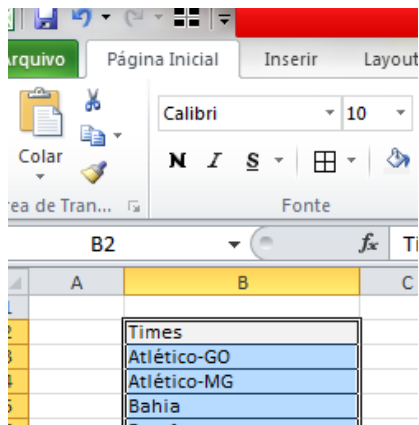 Arquivo Página Inicial Inserir Layout
Calibri 10
Colar
N I S
Fonte
B2 fx
A B C
Times
Atlético-GO
Atlético-MG
Bahia